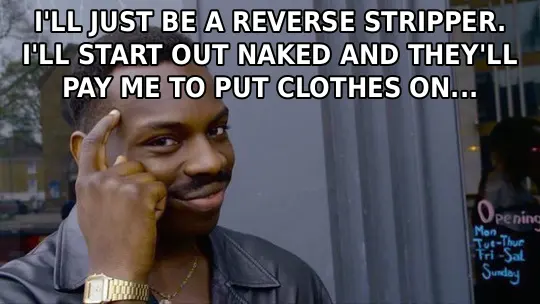 I'LL JUST BE A REVERSE STRIPPER.
I'LL START OUT NAKED AND THEY'LL
PAY ME TO PUT CLOTHES ON...
Opening
Mon
Tue-Thur
Fri-Sat
Sunday